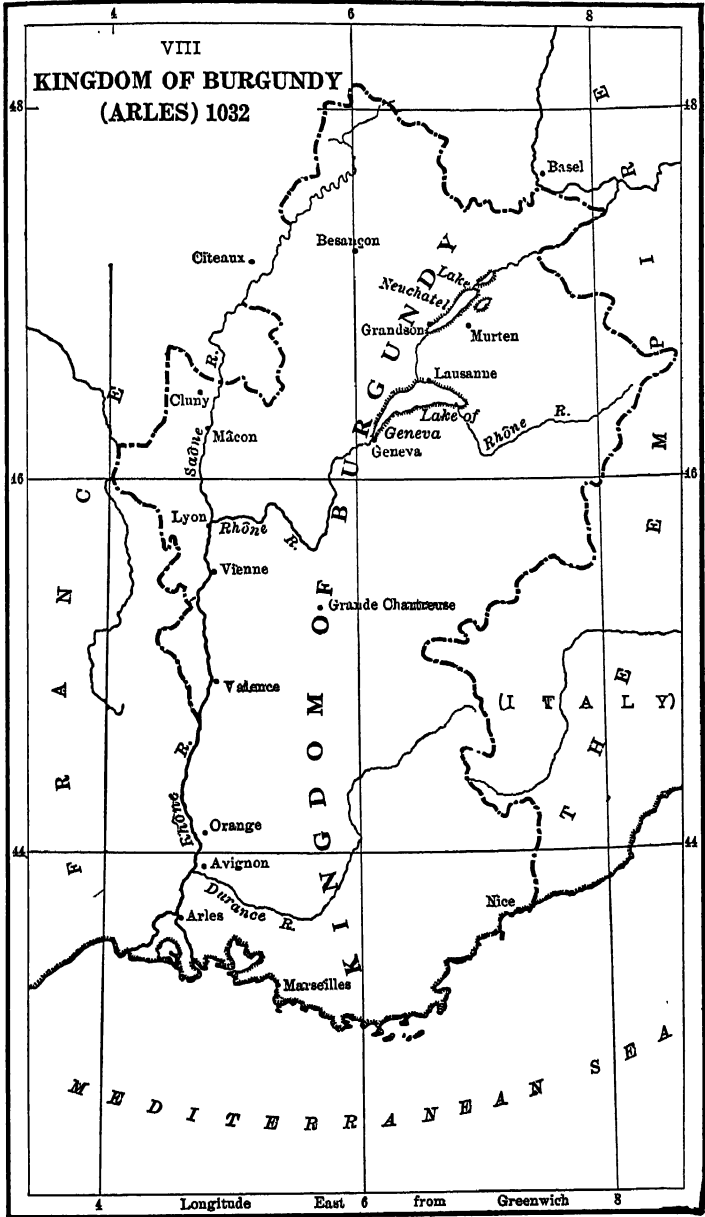 4 6 8
VIII
KINGDOM OF BURGUNDY
(ARLES) 1032
48 48
Basel
Besançon
Cîteaux
Lake
Neuchatel
Grandson
Murten
Lausanne
Cluny
Lake of
Geneva
Geneva
Rhône R.
Saône R.
Mâcon
46 46
Lyon
Rhône R.
Vienne
Grande Chartreuse
Valence
(ITALY)
Rhône R.
Orange
44 44
Avignon
Durance R.
Nice
Arles
Marseilles
FRANCE
KINGDOM OF BURGUNDY
THE EMPIRE
MEDITERRANEAN SEA
4 Longitude East 6 from Greenwich 8